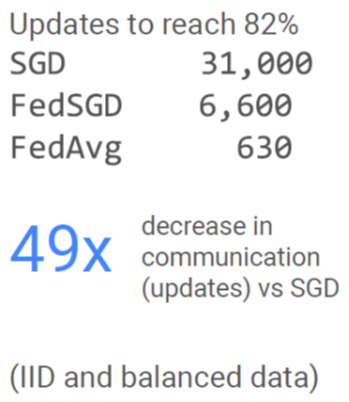 Updates to reach 82%
SGD 31,000
FedSGD 6,600
FedAvg 630
49x
decrease in
communication
(updates) vs SGD
(IID and balanced data)